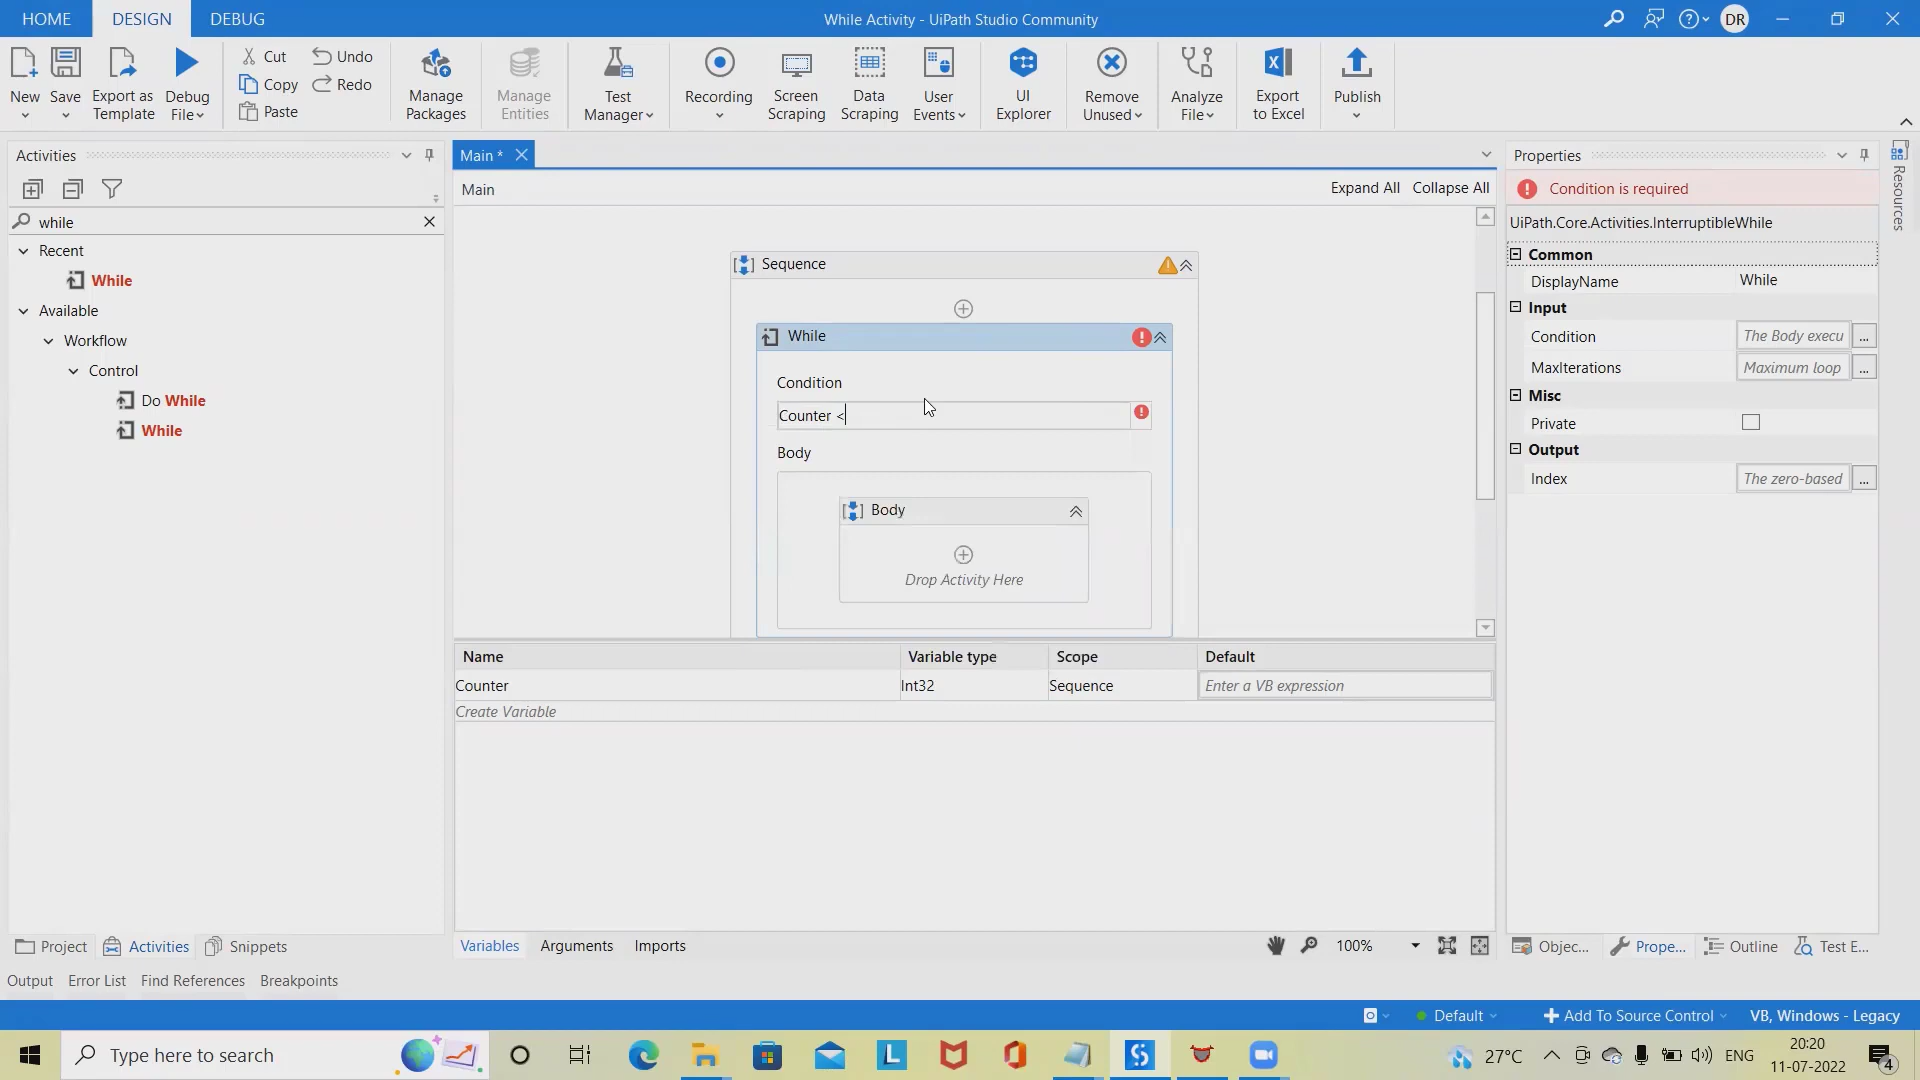 HOME DESIGN DEBUG While Activity - UiPath Studio Community DR
New Save Export as Template Debug File Cut Copy Paste Undo Redo Manage Packages Manage Entities Test Manager Recording Screen Scraping Data Scraping User Events UI Explorer Remove Unused Analyze File Export to Excel Publish
Activities
while
Recent
While
Available
Workflow
Control
Do While
While
Main *
Main Expand All Collapse All
Sequence
While
Condition
Counter <
Body
Body
Drop Activity Here
Name Variable type Scope Default
Counter Int32 Sequence Enter a VB expression
Create Variable
Variables Arguments Imports 100%
Properties
Condition is required
UiPath.Core.Activities.InterruptibleWhile
Common
DisplayName While
Input
Condition The Body execu ...
MaxIterations Maximum loop ...
Misc
Private
Output
Index The zero-based ...
Resources
Project Activities Snippets
Objec... Prope... Outline Test E...
Output Error List Find References Breakpoints
Default Add To Source Control VB, Windows - Legacy
Type here to search
27°C ENG 20:20
11-07-2022 4